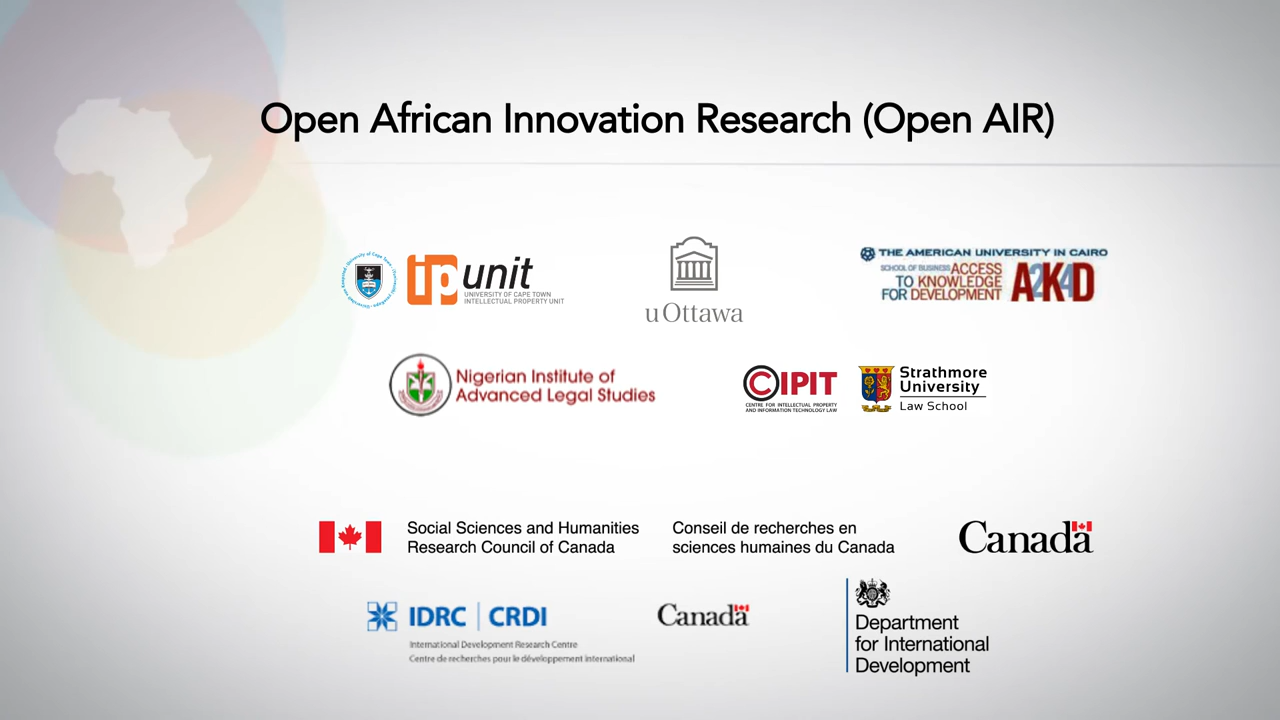 Open African Innovation Research (Open AIR)
ip unit
UNIVERSITY OF CAPE TOWN
INTELLECTUAL PROPERTY UNIT
uOttawa
THE AMERICAN UNIVERSITY IN CAIRO
SCHOOL OF BUSINESS ACCESS
TO KNOWLEDGE
FOR DEVELOPMENT
A2K4D
Nigerian Institute of
Advanced Legal Studies
CIPIT
CENTRE FOR INTELLECTUAL PROPERTY
AND INFORMATION TECHNOLOGY LAW
Strathmore
University
Law School
Social Sciences and Humanities
Research Council of Canada
Conseil de recherches en
sciences humaines du Canada
Canada
IDRC | CRDI
International Development Research Centre
Centre de recherches pour le développement international
Canada
Department
for International
Development